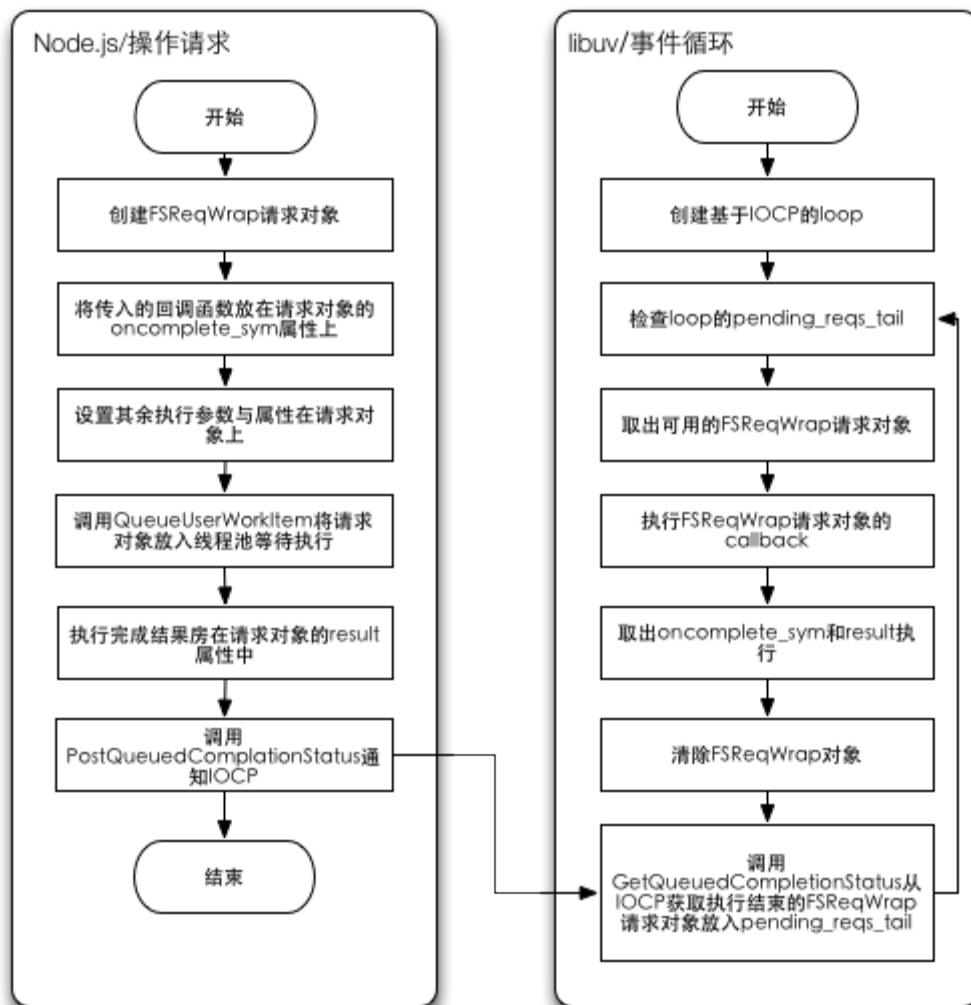 Node.js/操作请求
开始
创建FSReqWrap请求对象
将传入的回调函数放在请求对象的
oncomplete_sym属性上
设置其余执行参数与属性在请求对
象上
调用QueueUserWorkItem将请求
对象放入线程池等待执行
执行完成结果房在请求对象的result
属性中
调用
PostQueuedComplationStatus通
知IOCP
结束
libuv/事件循环
开始
创建基于IOCP的loop
检查loop的pending_reqs_tail
取出可用的FSReqWrap请求对象
执行FSReqWrap请求对象的
callback
取出oncomplete_sym和result执
行
清除FSReqWrap对象
调用
GetQueuedCompletionStatus从
IOCP获取执行结束的FSReqWrap
请求对象放入pending_reqs_tail